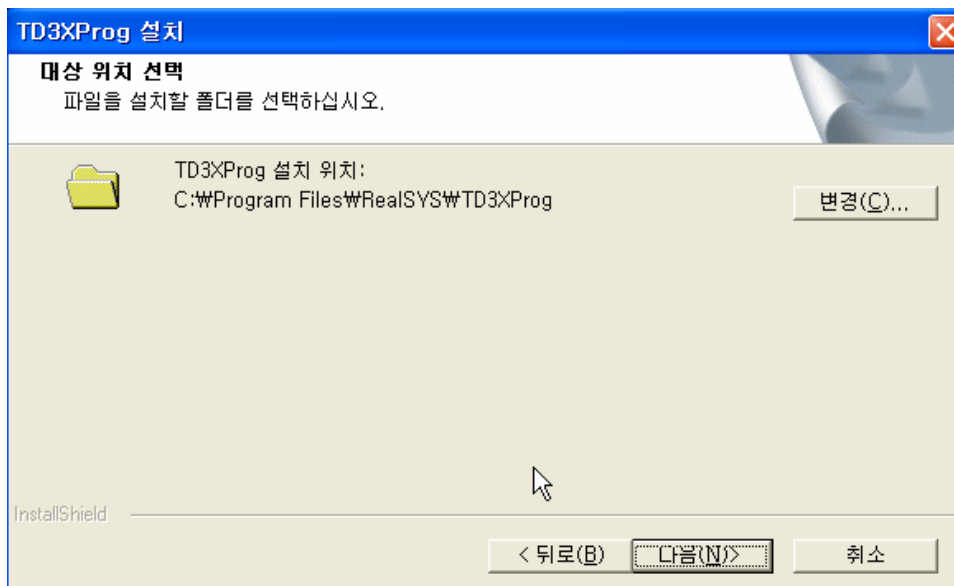 TD3XProg 설치
대상 위치 선택
파일을 설치할 폴더를 선택하십시오.
TD3XProg 설치 위치:
C:₩Program Files₩RealSYS₩TD3XProg
변경(C)...
InstallShield
< 뒤로(B) 다음(N)> 취소